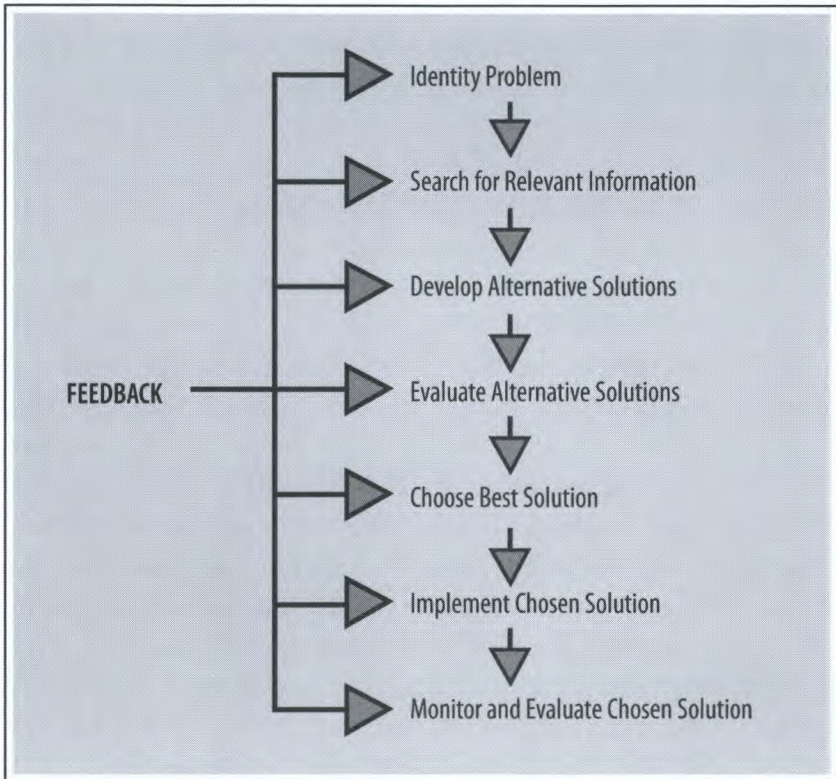 Identity Problem
Search for Relevant Information
Develop Alternative Solutions
FEEDBACK
Evaluate Alternative Solutions
Choose Best Solution
Implement Chosen Solution
Monitor and Evaluate Chosen Solution